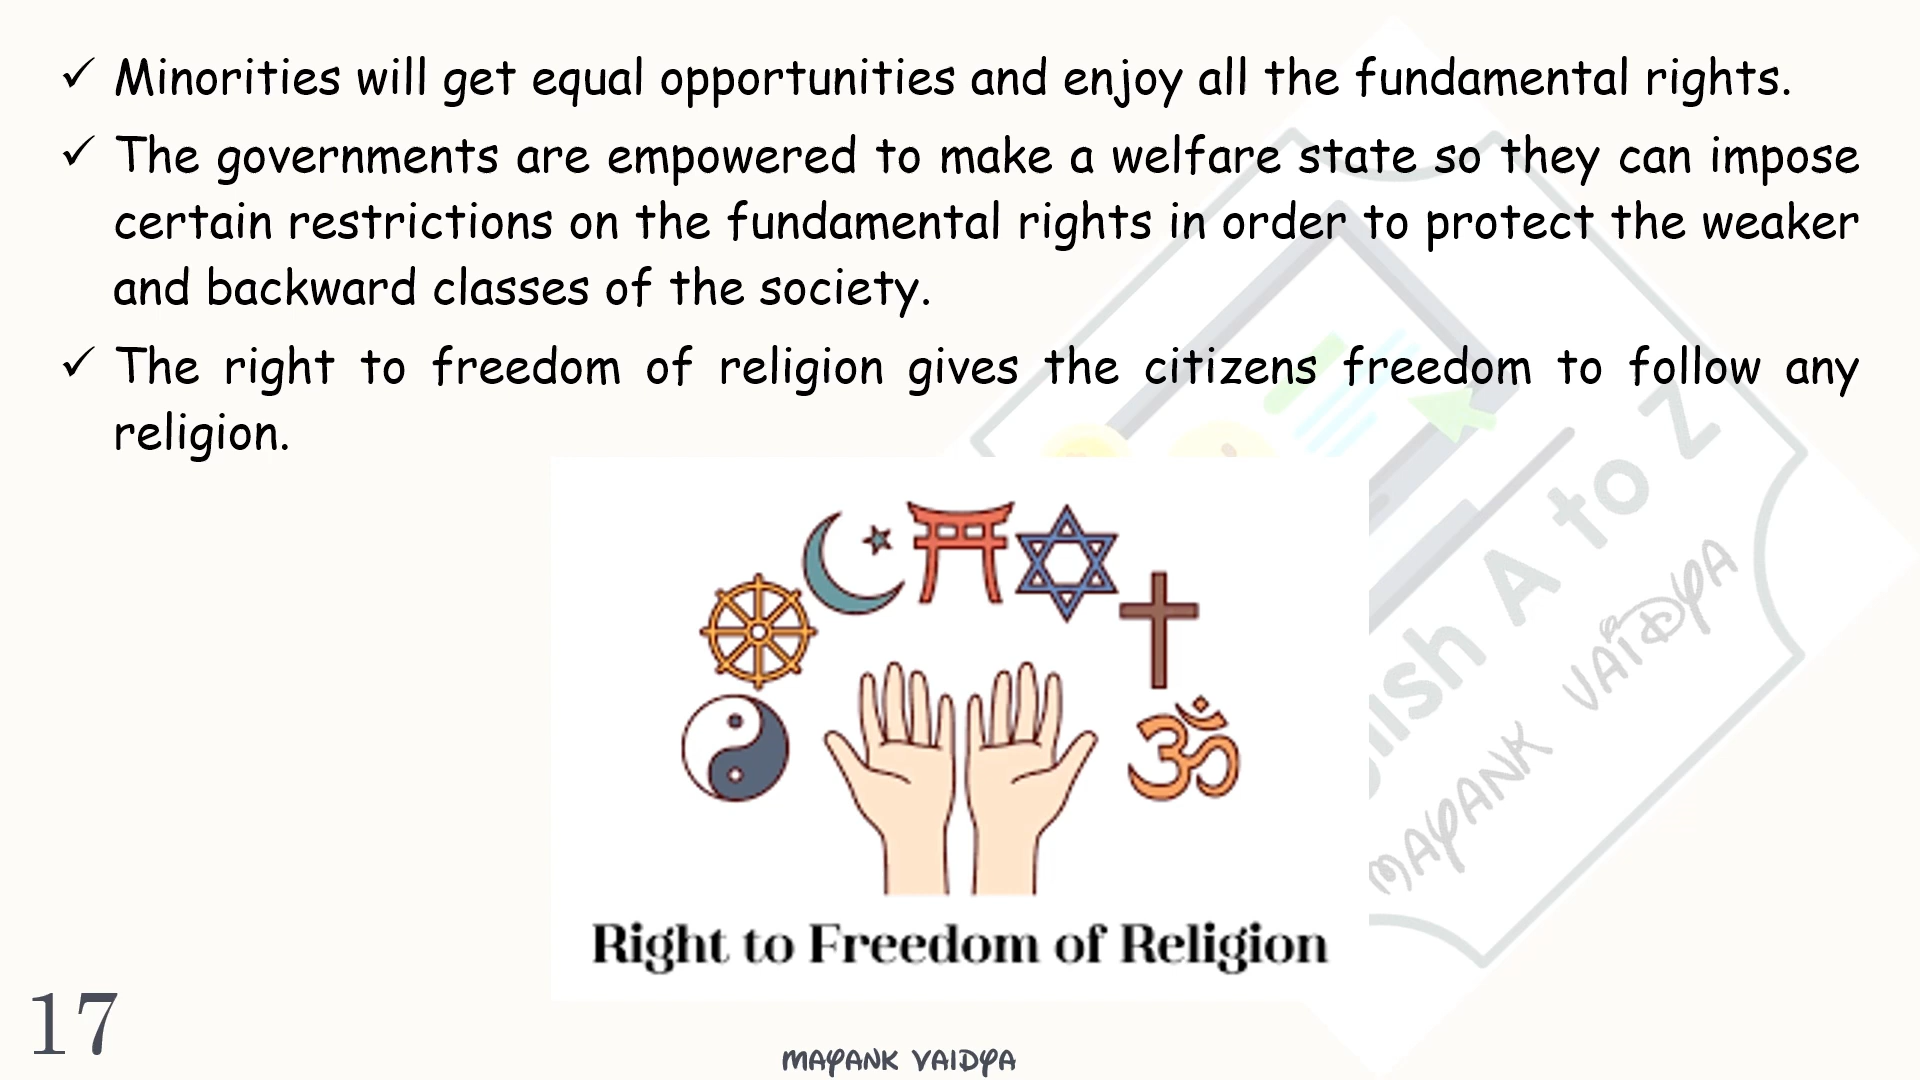 ✓ Minorities will get equal opportunities and enjoy all the fundamental rights.
✓ The governments are empowered to make a welfare state so they can impose
certain restrictions on the fundamental rights in order to protect the weaker
and backward classes of the society.
✓ The right to freedom of religion gives the citizens freedom to follow any
religion.
A to Z
MAYANK VAIDYA
ॐ
Right to Freedom of Religion
17
MAYANK VAIDYA